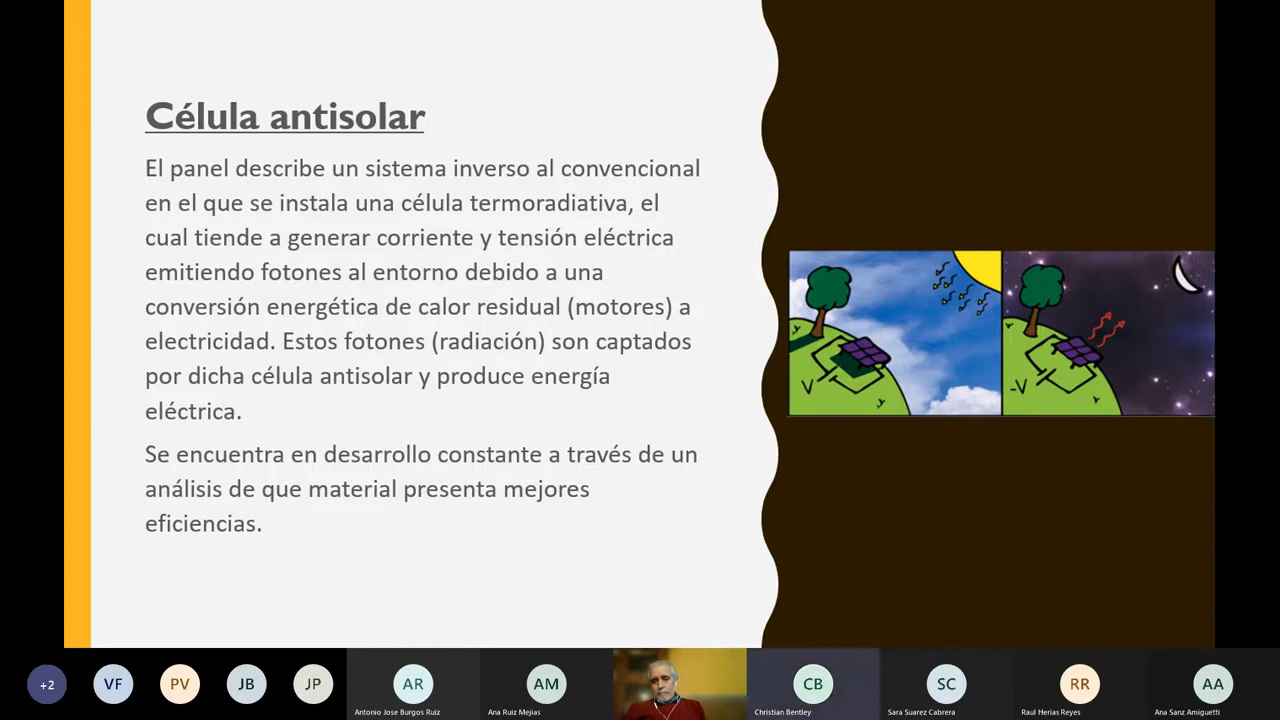 Célula antisolar
El panel describe un sistema inverso al convencional
en el que se instala una célula termoradiativa, el
cual tiende a generar corriente y tensión eléctrica
emitiendo fotones al entorno debido a una
conversión energética de calor residual (motores) a
electricidad. Estos fotones (radiación) son captados
por dicha célula antisolar y produce energía
eléctrica.
Se encuentra en desarrollo constante a través de un
análisis de que material presenta mejores
eficiencias.
V
-V
+2
VF
PV
JB
JP
AR
AM
CB
SC
RR
AA
Antonio Jose Burgos Ruiz
Ana Ruiz Mejias
Christian Bentley
Sara Suarez Cabrera
Raul Herias Reyes
Ana Sanz Amiguetti